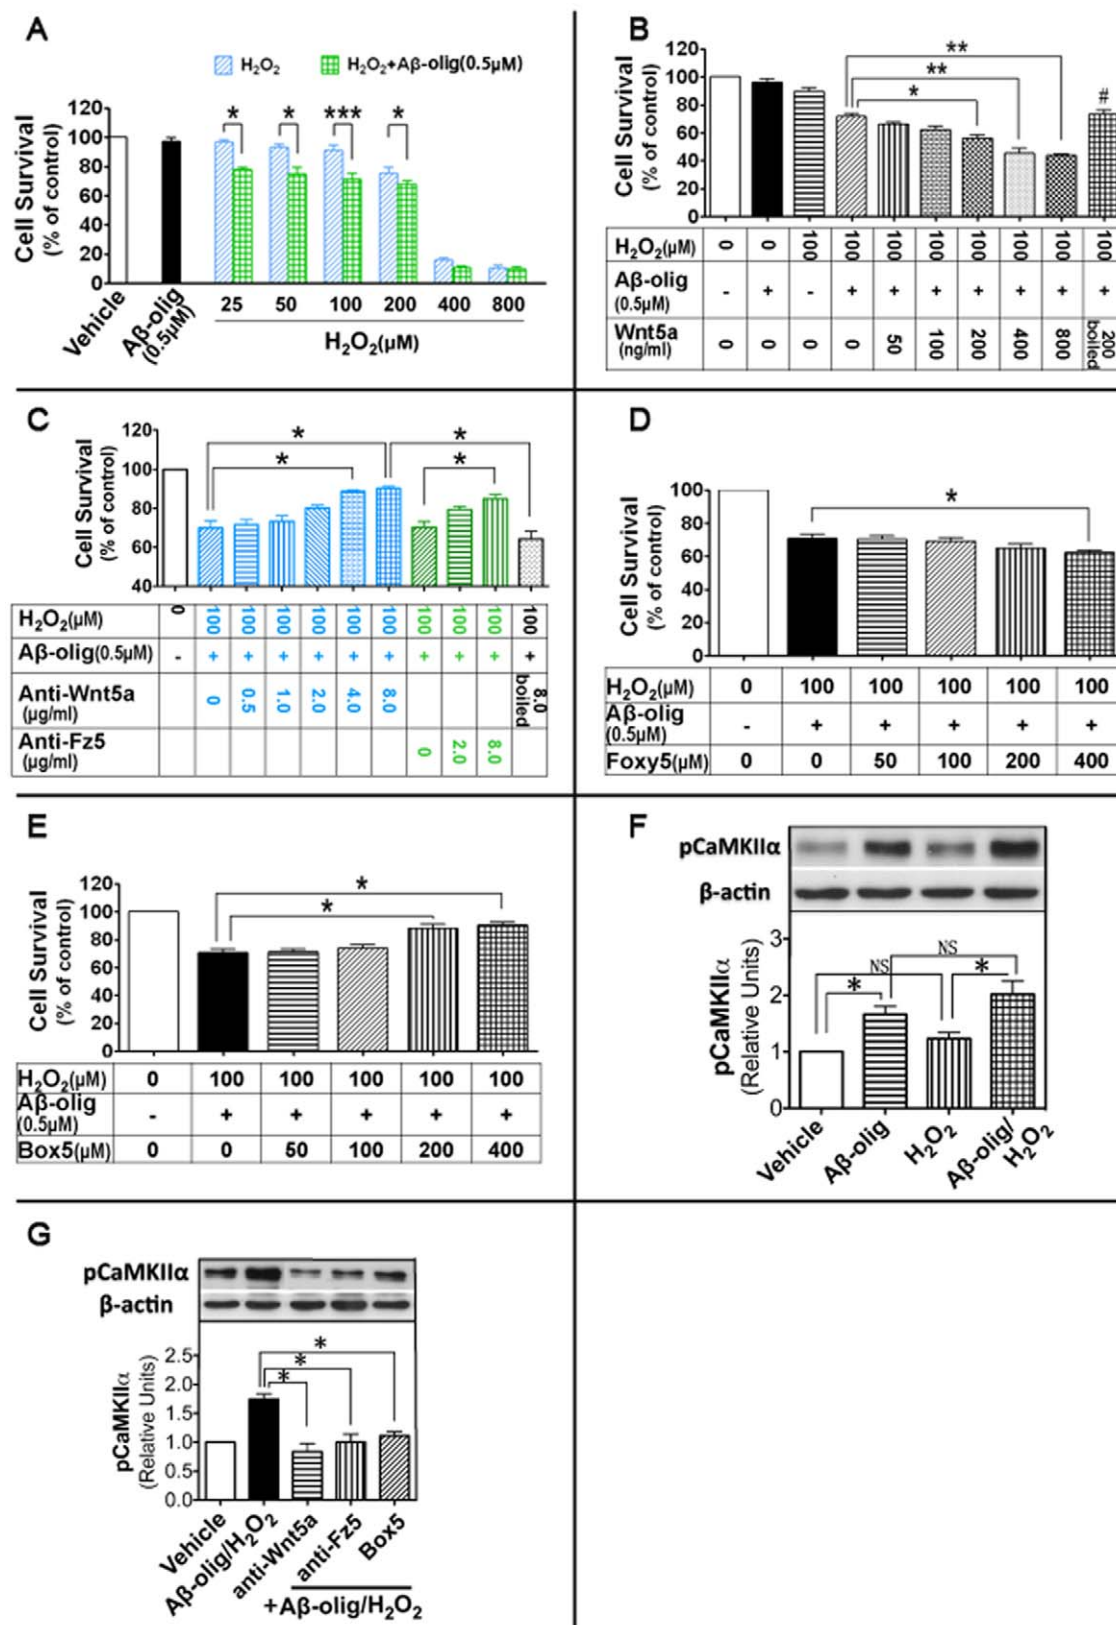 A
H₂O₂ H₂O₂+Aβ-olig(0.5μM)
Cell Survival
(% of control)
120
100
80
60
40
20
0
* * *** *
Vehicle
Aβ-olig
(0.5μM)
25 50 100 200 400 800
H₂O₂(μM)
B
Cell Survival
(% of control)
120
100
80
60
40
20
0
**
**
*
#
H₂O₂(μM) 0 0 100 100 100 100 100 100 100 100
Aβ-olig
(0.5μM) - + - + + + + + + +
Wnt5a
(ng/ml) 0 0 0 0 50 100 200 400 800 200 boiled
C
Cell Survival
(% of control)
120
100
80
60
40
* *
* *
H₂O₂(μM) 0 100 100 100 100 100 100 100 100 100 100
Aβ-olig(0.5μM) - + + + + + + + + + +
Anti-Wnt5a
(μg/ml) 0 0.5 1.0 2.0 4.0 8.0 8.0 boiled
Anti-Fz5
(μg/ml) 0 2.0 8.0
D
Cell Survival
(% of control)
100
80
60
40
20
0
*
H₂O₂(μM) 0 100 100 100 100 100
Aβ-olig
(0.5μM) - + + + + +
Foxy5(μM) 0 0 50 100 200 400
E
Cell Survival
(% of control)
120
100
80
60
40
20
0
*
*
H₂O₂(μM) 0 100 100 100 100 100
Aβ-olig
(0.5μM) - + + + + +
Box5(μM) 0 0 50 100 200 400
F
pCaMKIIα
β-actin
pCaMKIIα
(Relative Units)
3
2
1
0
NS
NS *
*
Vehicle
Aβ-olig
H₂O₂
Aβ-olig/
H₂O₂
G
pCaMKIIα
β-actin
pCaMKIIα
(Relative Units)
2.5
2.0
1.5
1.0
0.5
0.0
*
*
*
Vehicle
Aβ-olig/H₂O₂
anti-Wnt5a
anti-Fz5
Box5
+Aβ-olig/H₂O₂